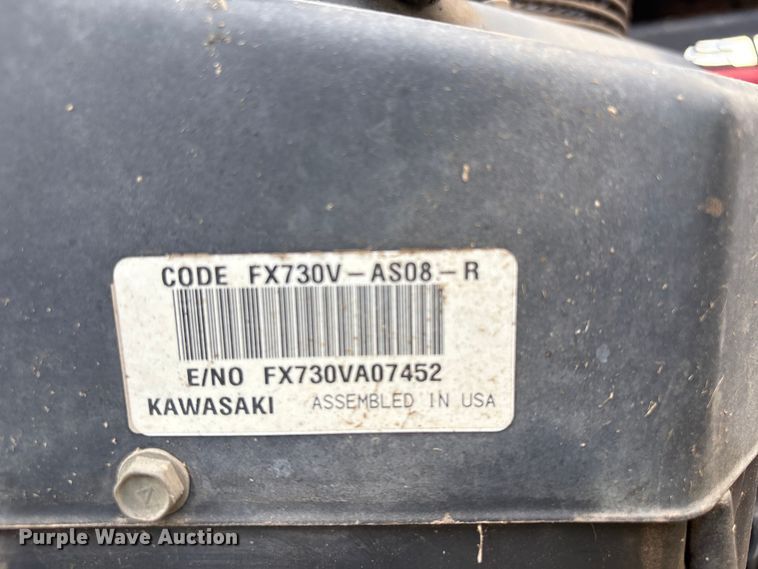 CODE FX730V-AS08-R
E/NO FX730VA07452
KAWASAKI ASSEMBLED IN USA
Purple Wave Auction